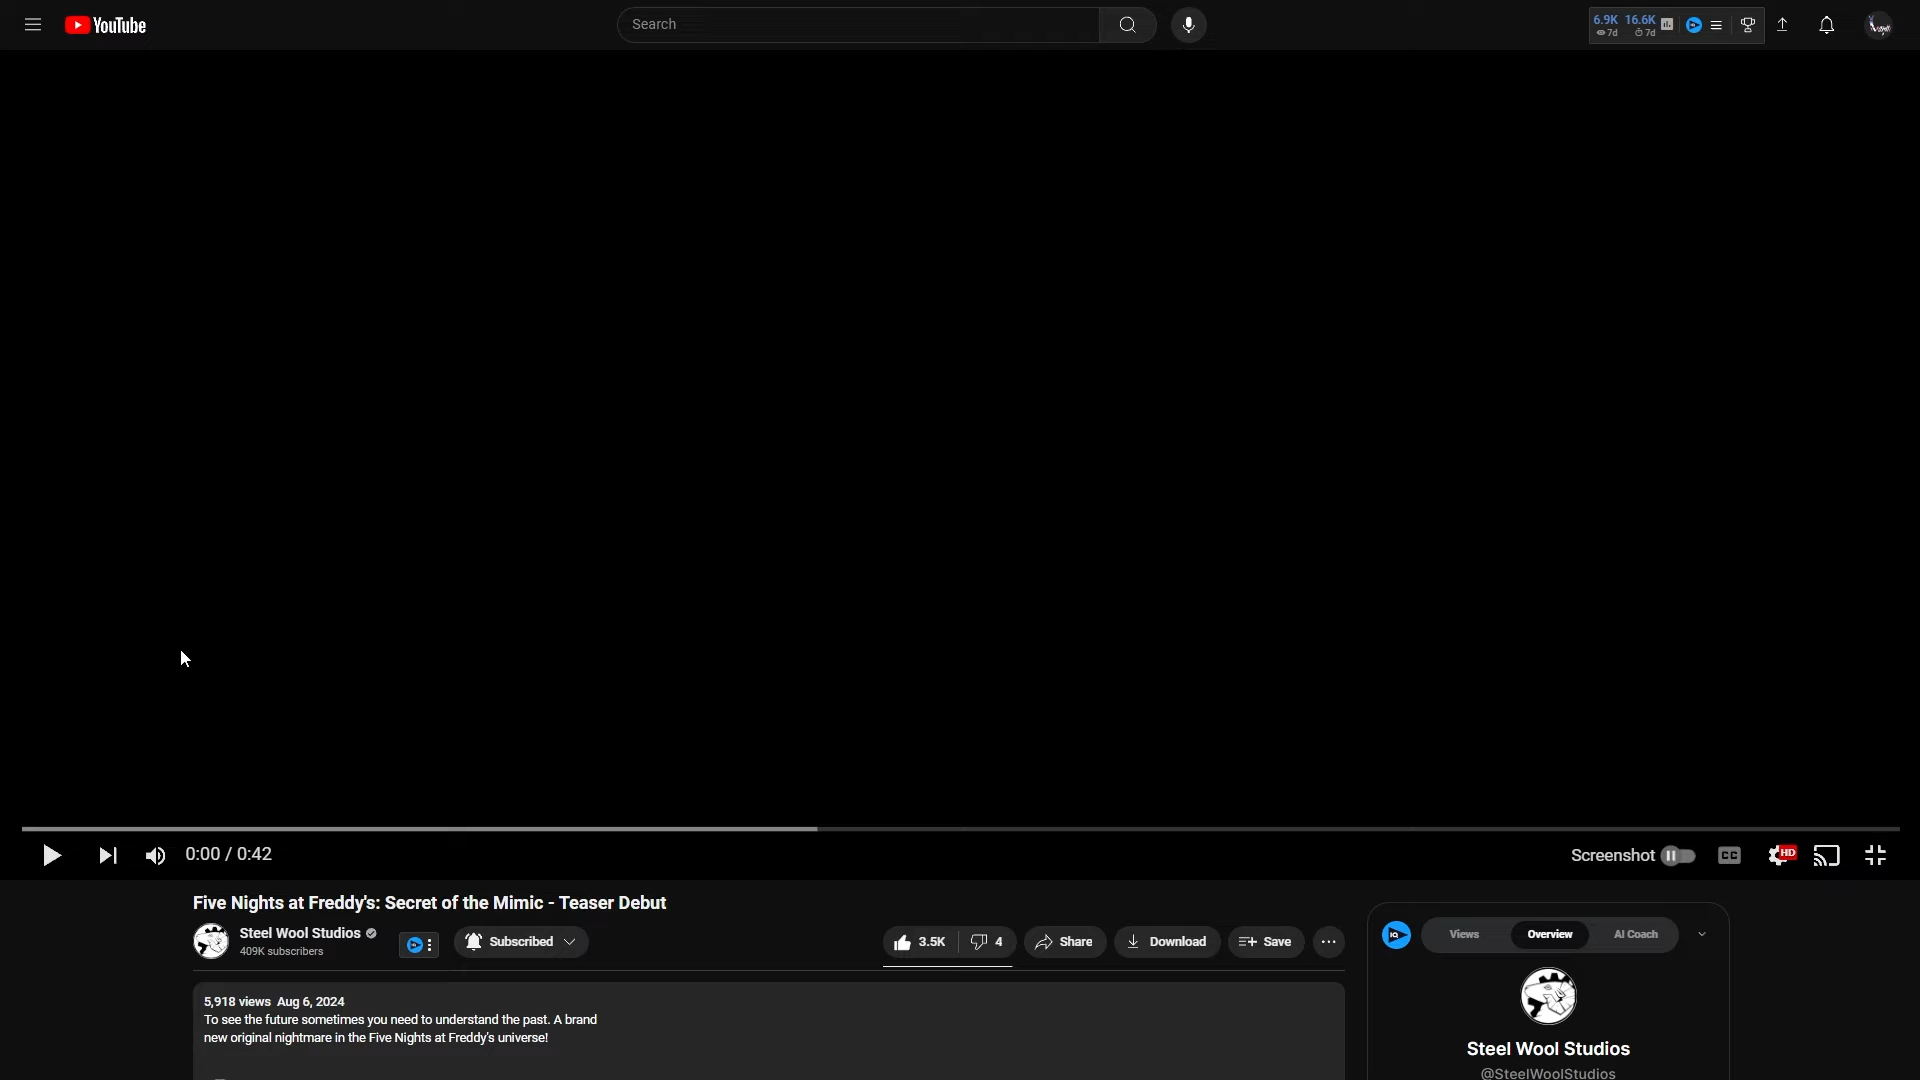 YouTube
Search
6.9K 16.6K
7d 7d
0:00 / 0:42
Screenshot
CC
HD
Five Nights at Freddy's: Secret of the Mimic - Teaser Debut
Steel Wool Studios
409K subscribers
Subscribed
3.5K
4
Share
Download
Save
5,918 views Aug 6, 2024
To see the future sometimes you need to understand the past. A brand
new original nightmare in the Five Nights at Freddy's universe!
IQ
Views
Overview
AI Coach
Steel Wool Studios
@SteelWoolStudios